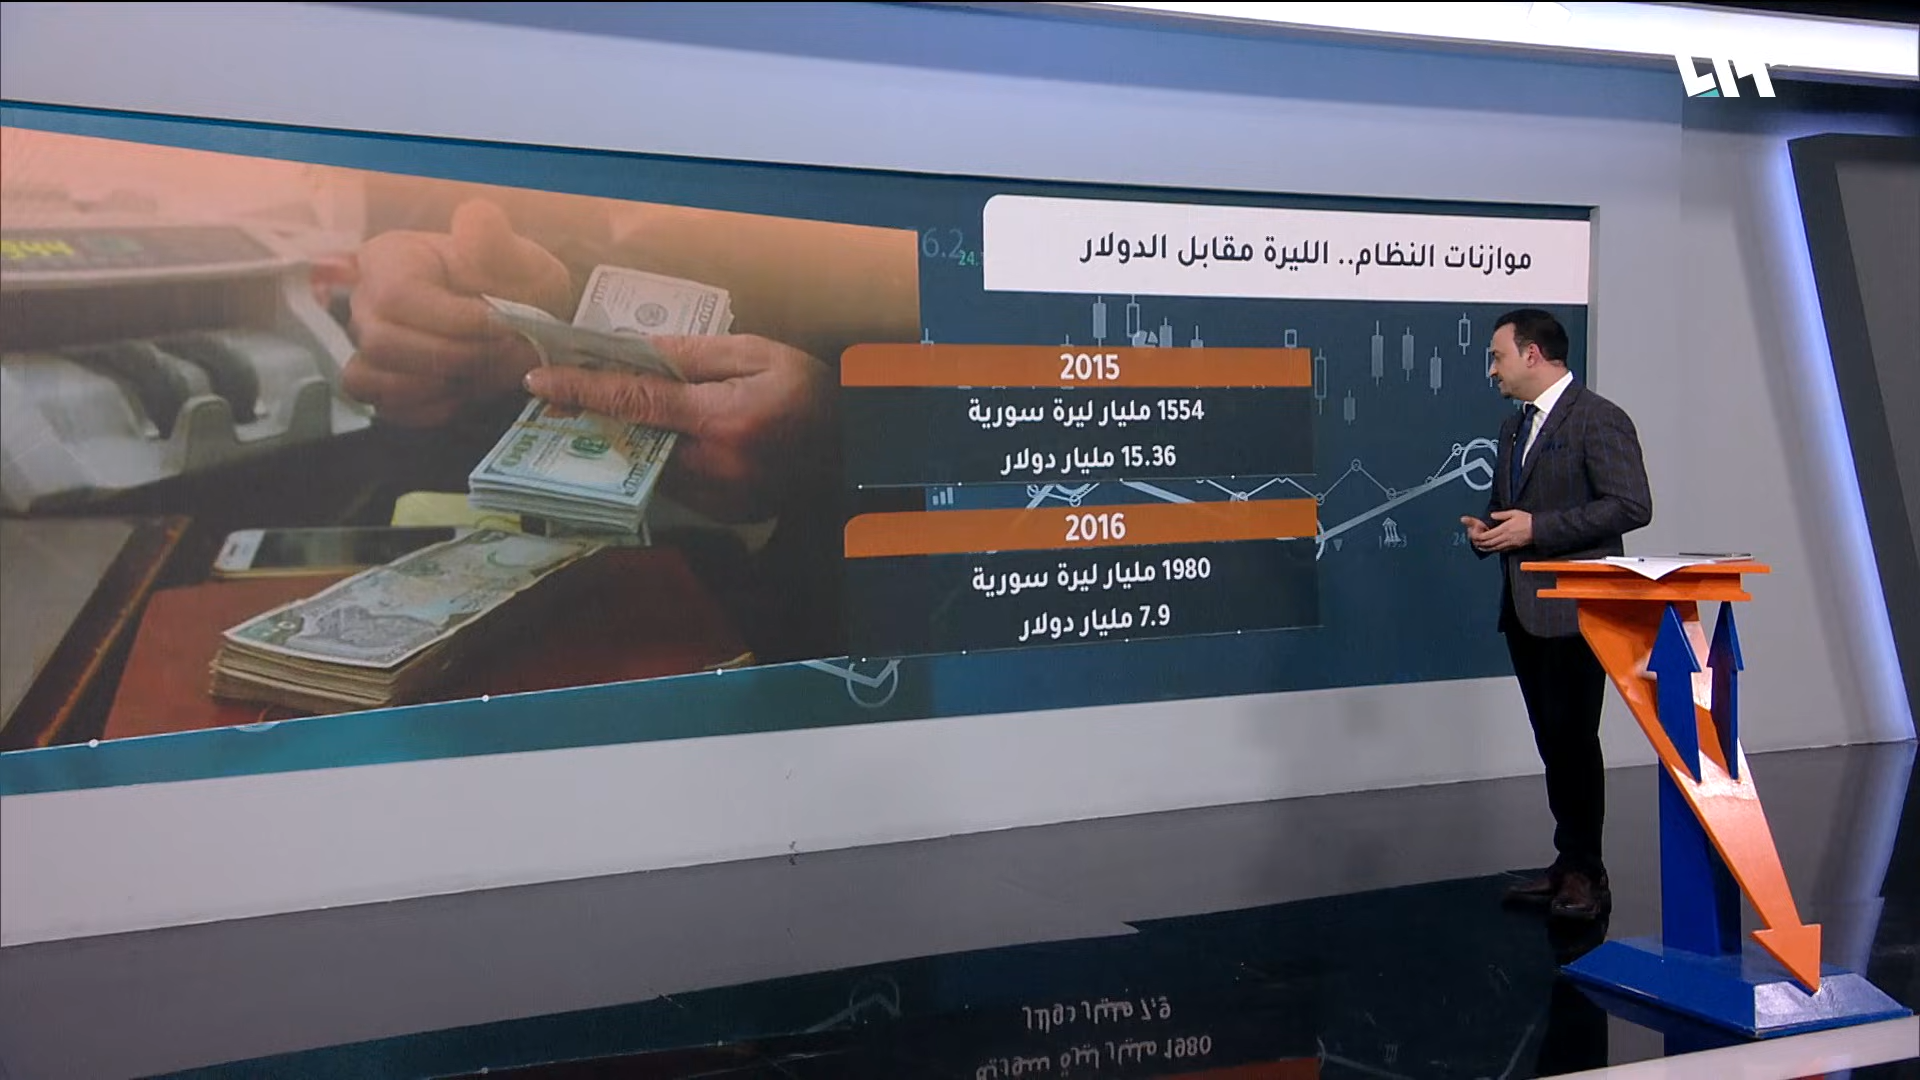 موازنات النظام.. الليرة مقابل الدولار
2015
1554 مليار ليرة سورية
15.36 مليار دولار
2016
1980 مليار ليرة سورية
7.9 مليار دولار